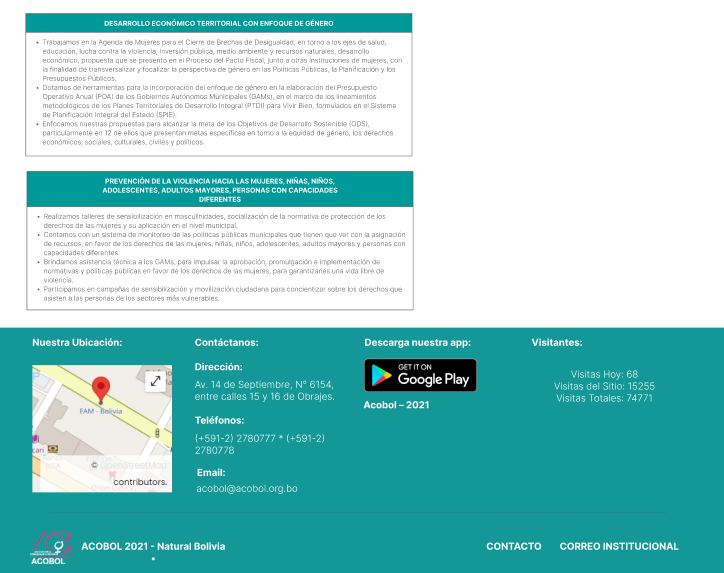 DESARROLLO ECONÓMICO TERRITORIAL CON ENFOQUE DE GÉNERO
• Trabajamos en la Agenda de Mujeres para el Cierre de Brechas de Desigualdad, en torno a los ejes de salud,
educación, lucha contra la violencia, inversión pública, medio ambiente y recursos naturales, desarrollo
económico, propuesta que se presentó en el Proceso del Pacto Fiscal, junto a otras instituciones de mujeres, con
la finalidad de transversalizar y focalizar la perspectiva de género en las Políticas Públicas, la Planificación y los
Presupuestos Públicos.
• Dotamos de herramientas para la incorporación del enfoque de género en la elaboración del Presupuesto
Operativo Anual (POA) de los Gobiernos Autónomos Municipales (GAMs), en el marco de los lineamientos
metodológicos de los Planes Territoriales de Desarrollo Integral (PTDI) para Vivir Bien, formulados en el Sistema
de Planificación Integral del Estado (SPIE).
• Enfocamos nuestras propuestas para alcanzar la meta de los Objetivos de Desarrollo Sostenible (ODS),
particularmente en 12 de ellos que presentan metas específicas en torno a la equidad de género, los derechos
económicos, sociales, culturales, civiles y políticos.
PREVENCIÓN DE LA VIOLENCIA HACIA LAS MUJERES, NIÑAS, NIÑOS,
ADOLESCENTES, ADULTOS MAYORES, PERSONAS CON CAPACIDADES
DIFERENTES
• Realizamos talleres de sensibilización en masculinidades, socialización de la normativa de protección de los
derechos de las mujeres y su aplicación en el nivel municipal.
• Contamos con un sistema de monitoreo de las políticas públicas municipales que tienen que ver con la asignación
de recursos, en favor de los derechos de las mujeres, niñas, niños, adolescentes, adultos mayores y personas con
capacidades diferentes.
• Brindamos asistencia técnica a los GAMs, para impulsar la aprobación, promulgación e implementación de
normativas y políticas públicas en favor de los derechos de las mujeres, para garantizarles una vida libre de
violencia.
• Participamos en campañas de sensibilización y movilización ciudadana para concientizar sobre los derechos que
asisten a las personas de los sectores más vulnerables.
Nuestra Ubicación:
FAM - Bolivia
© OpenStreetMap
contributors.
Contáctanos:
Dirección:
Av. 14 de Septiembre, N° 6154,
entre calles 15 y 16 de Obrajes.
Teléfonos:
(+591-2) 2780777 * (+591-2)
2780778
Email:
acobol@acobol.org.bo
Descarga nuestra app:
GET IT ON
Google Play
Acobol – 2021
Visitantes:
Visitas Hoy: 68
Visitas del Sitio: 15255
Visitas Totales: 74771
ACOBOL
ACOBOL 2021 - Natural Bolivia
CONTACTO
CORREO INSTITUCIONAL